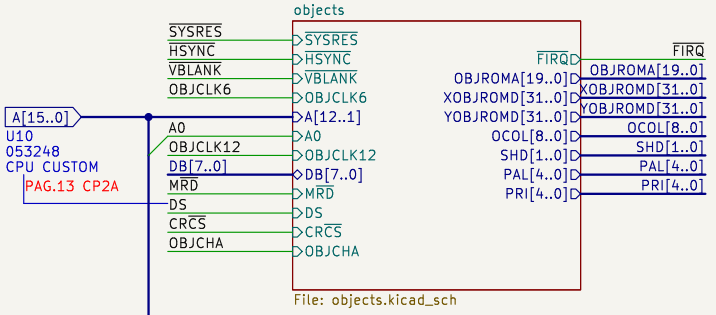 objects
SYSRES
SYSRES
HSYNC
HSYNC
FIRQ
FIRQ
VBLANK
VBLANK
OBJROMA[19..0]
OBJROMA[19..0]
OBJCLK6
OBJCLK6
XOBROMD[31..0]
XOBROMD[31..0]
A[15..0]
A[12..1]
YOBROMD[31..0]
YOBROMD[31..0]
U10
053248
CPU CUSTOM
PAG.13 CP2A
A0
A0
OCOL[8..0]
OCOL[8..0]
OBJCLK12
OBJCLK12
SHD[1..0]
SHD[1..0]
DB[7..0]
DB[7..0]
PAL[4..0]
PAL[4..0]
MRD
MRD
PRI[4..0]
PRI[4..0]
DS
DS
CRCS
CRCS
OBJCHA
OBJCHA
File: objects.kicad_sch